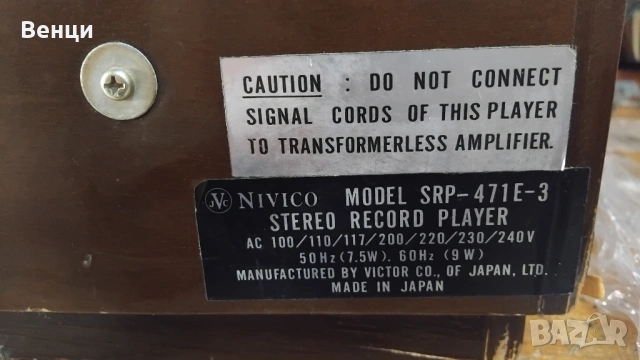 Венци
CAUTION : DO NOT CONNECT
SIGNAL CORDS OF THIS PLAYER
TO TRANSFORMERLESS AMPLIFIER.
JVC NIVICO MODEL SRP-471E-3
STEREO RECORD PLAYER
AC 100/110/117/200/220/230/240V
50Hz (7.5W). 60Hz (9W)
MANUFACTURED BY VICTOR CO., OF JAPAN, LTD.
MADE IN JAPAN
BAZAR